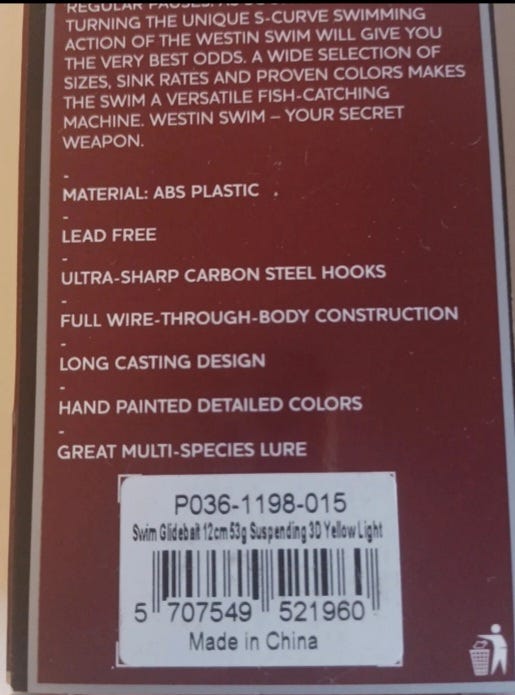 REGULAR PAUSES.
TURNING THE UNIQUE S-CURVE SWIMMING
ACTION OF THE WESTIN SWIM WILL GIVE YOU
THE VERY BEST ODDS. A WIDE SELECTION OF
SIZES, SINK RATES AND PROVEN COLORS MAKES
THE SWIM A VERSATILE FISH-CATCHING
MACHINE. WESTIN SWIM – YOUR SECRET
WEAPON.
-
MATERIAL: ABS PLASTIC
-
LEAD FREE
-
ULTRA-SHARP CARBON STEEL HOOKS
-
FULL WIRE-THROUGH-BODY CONSTRUCTION
-
LONG CASTING DESIGN
-
HAND PAINTED DETAILED COLORS
-
GREAT MULTI-SPECIES LURE
P036-1198-015
Swim Glidebait 12cm 53g Suspending 3D Yellow Light
5 707549 521960
Made in China